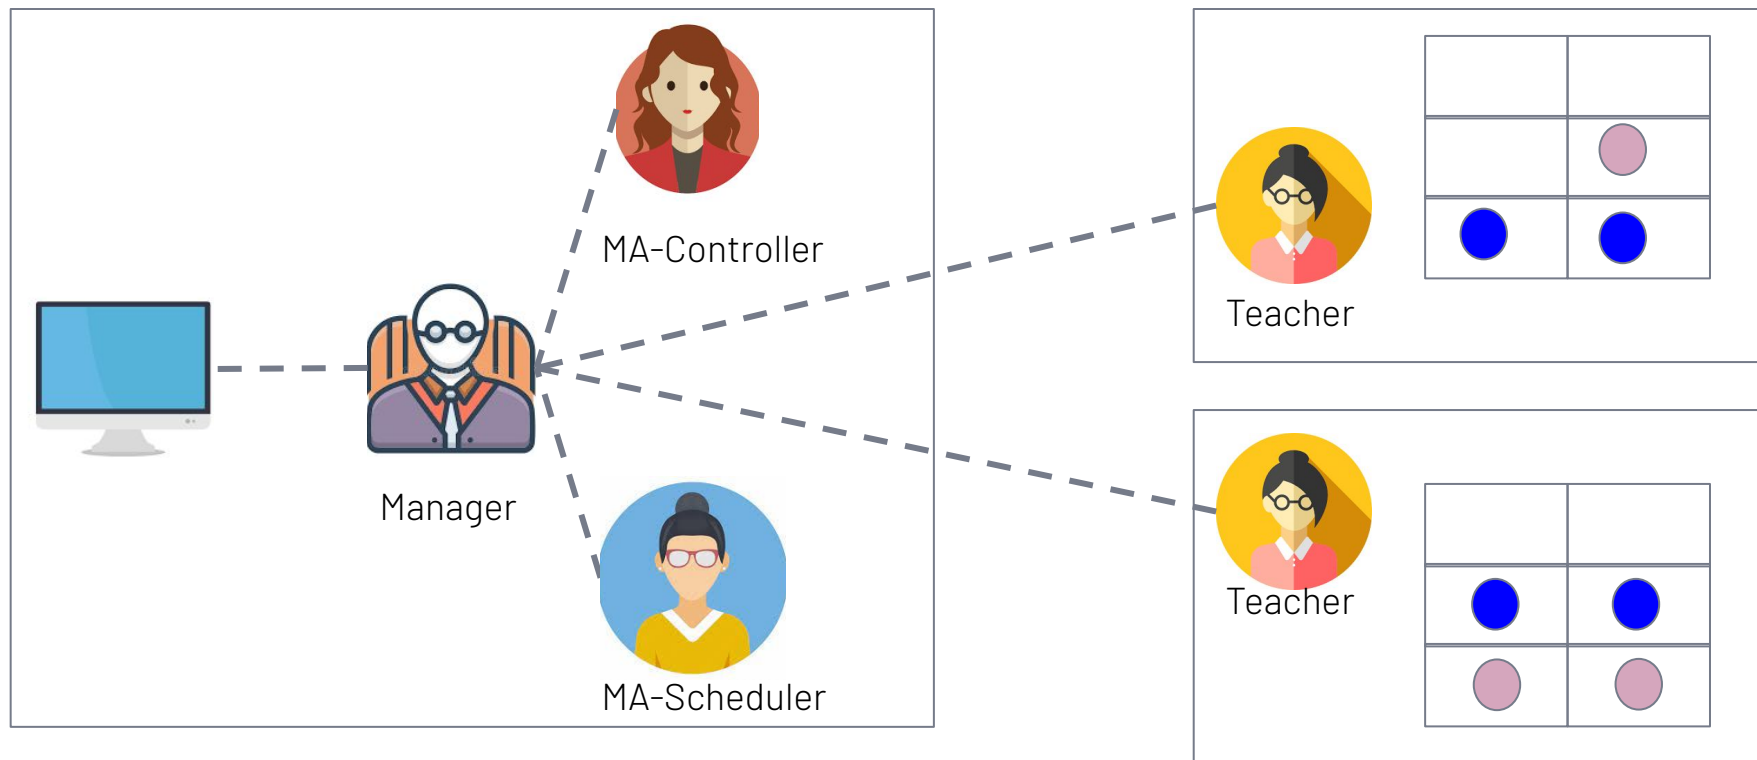 MA-Controller
Manager
MA-Scheduler
Teacher
Teacher